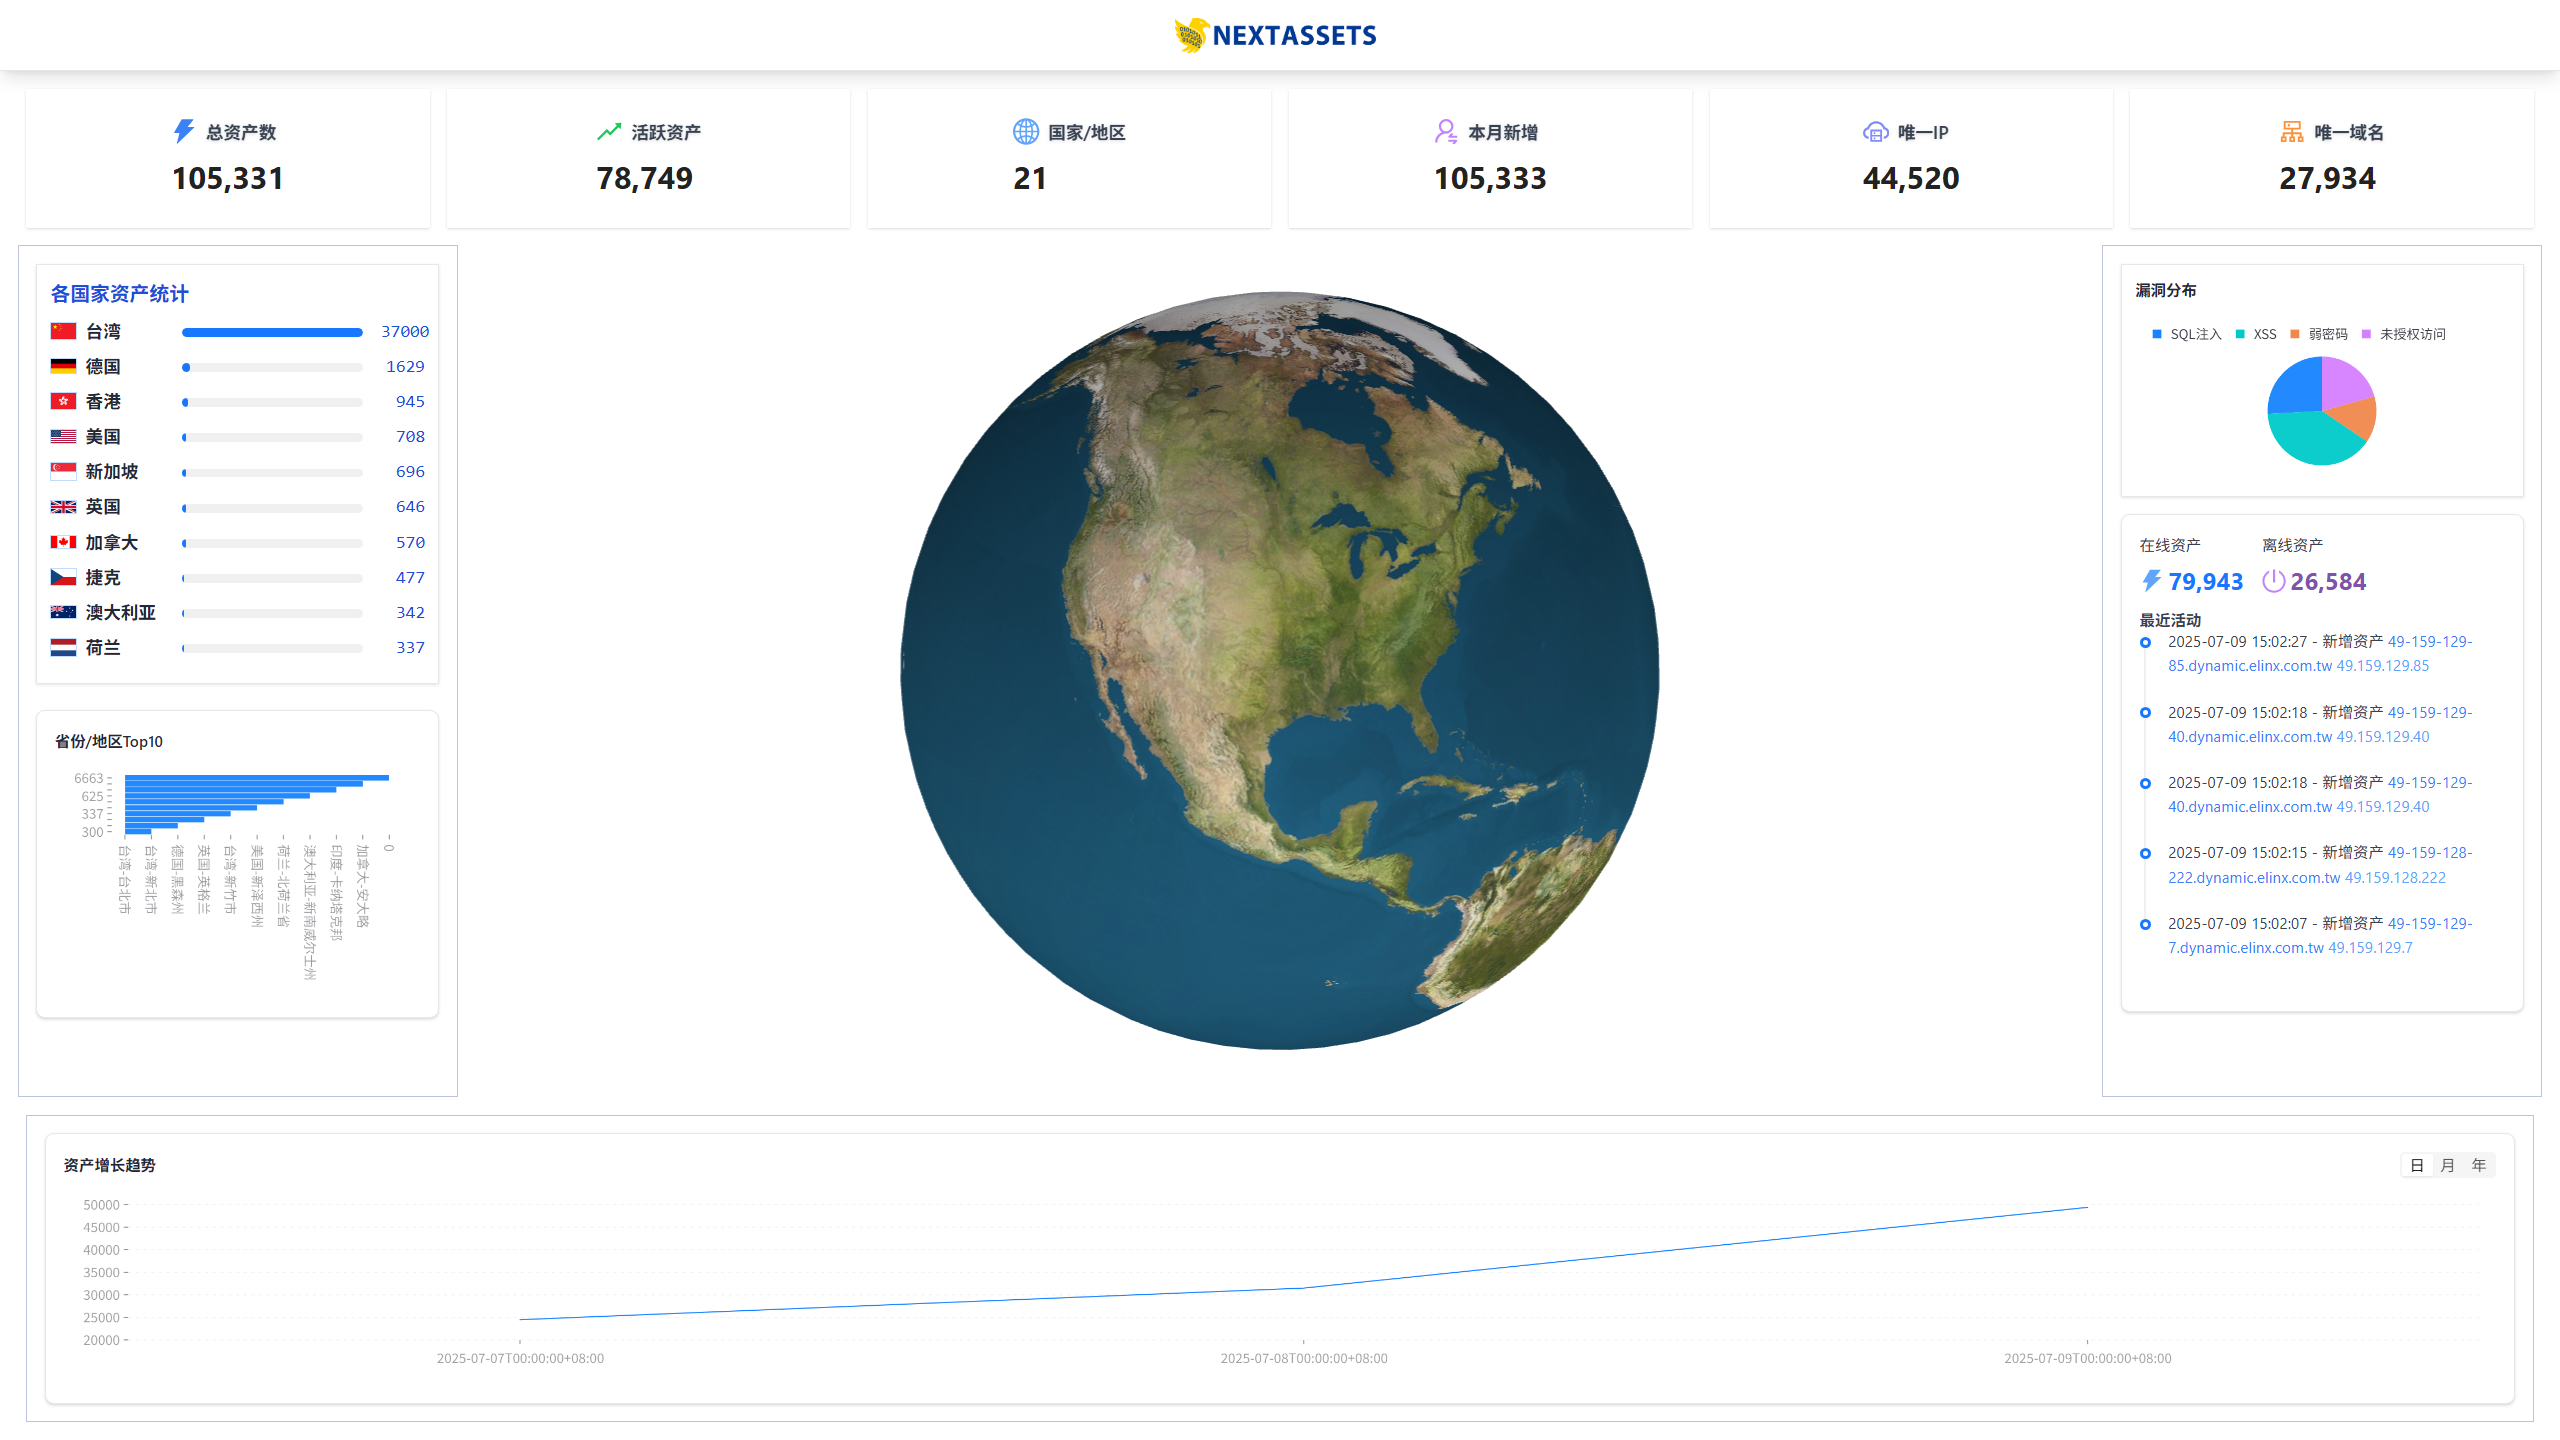 NEXTASSETS
总资产数
105,331
活跃资产
78,749
国家/地区
21
本月新增
105,333
唯一IP
44,520
唯一域名
27,934
各国家资产统计
台湾 37000
德国 1629
香港 945
美国 708
新加坡 696
英国 646
加拿大 570
捷克 477
澳大利亚 342
荷兰 337
省份/地区Top10
6663
625
337
300
台湾-台北市
台湾-新北市
德国-黑森州
英国-英格兰
台湾-新竹市
美国-新泽西州
荷兰-北荷兰省
澳大利亚-新南威尔士州
印度-卡纳塔克邦
加拿大-安大略
0
漏洞分布
SQL注入 XSS 弱密码 未授权访问
在线资产 离线资产
79,943 26,584
最近活动
2025-07-09 15:02:27 - 新增资产 49-159-129-
85.dynamic.elinx.com.tw 49.159.129.85
2025-07-09 15:02:18 - 新增资产 49-159-129-
40.dynamic.elinx.com.tw 49.159.129.40
2025-07-09 15:02:18 - 新增资产 49-159-129-
40.dynamic.elinx.com.tw 49.159.129.40
2025-07-09 15:02:15 - 新增资产 49-159-128-
222.dynamic.elinx.com.tw 49.159.128.222
2025-07-09 15:02:07 - 新增资产 49-159-129-
7.dynamic.elinx.com.tw 49.159.129.7
资产增长趋势
日 月 年
50000
45000
40000
35000
30000
25000
20000
2025-07-07T00:00:00+08:00 2025-07-08T00:00:00+08:00 2025-07-09T00:00:00+08:00